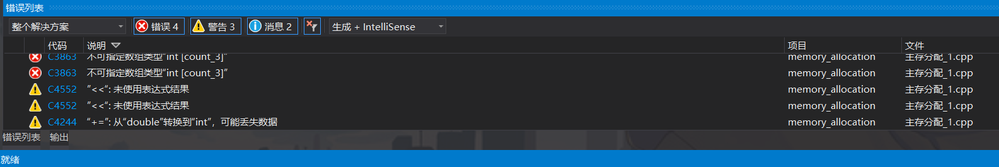 错误列表
整个解决方案 错误 4 警告 3 消息 2 生成 + IntelliSense
代码 说明 项目 文件
C3863 不可指定数组类型“int [count_3]” memory_allocation 主存分配_1.cpp
C3863 不可指定数组类型“int [count_3]” memory_allocation 主存分配_1.cpp
C4552 “<<”: 未使用表达式结果 memory_allocation 主存分配_1.cpp
C4552 “<<”: 未使用表达式结果 memory_allocation 主存分配_1.cpp
C4244 “+=”: 从“double”转换到“int”，可能丢失数据 memory_allocation 主存分配_1.cpp
错误列表 输出
就绪